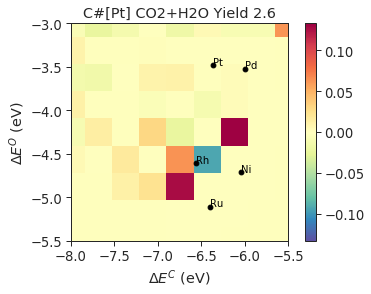 C#[Pt] CO2+H2O Yield 2.6
−3.0
−3.5
−4.0
−4.5
−5.0
−5.5
ΔE^O (eV)
Pt
Pd
Rh
Ni
Ru
−8.0 −7.5 −7.0 −6.5 −6.0 −5.5
ΔE^C (eV)
0.10
0.05
0.00
−0.05
−0.10